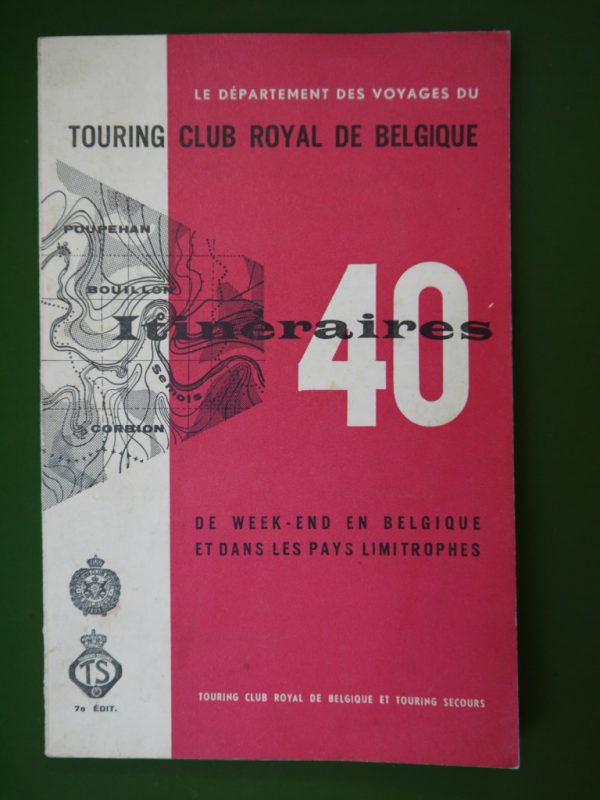 LE DÉPARTEMENT DES VOYAGES DU
TOURING CLUB ROYAL DE BELGIQUE
POUPEHAN
BOUILLON
40
Itinéraires
Semois
CORBION
DE WEEK-END EN BELGIQUE
ET DANS LES PAYS LIMITROPHES
TS
7e ÉDIT.
TOURING CLUB ROYAL DE BELGIQUE ET TOURING SECOURS